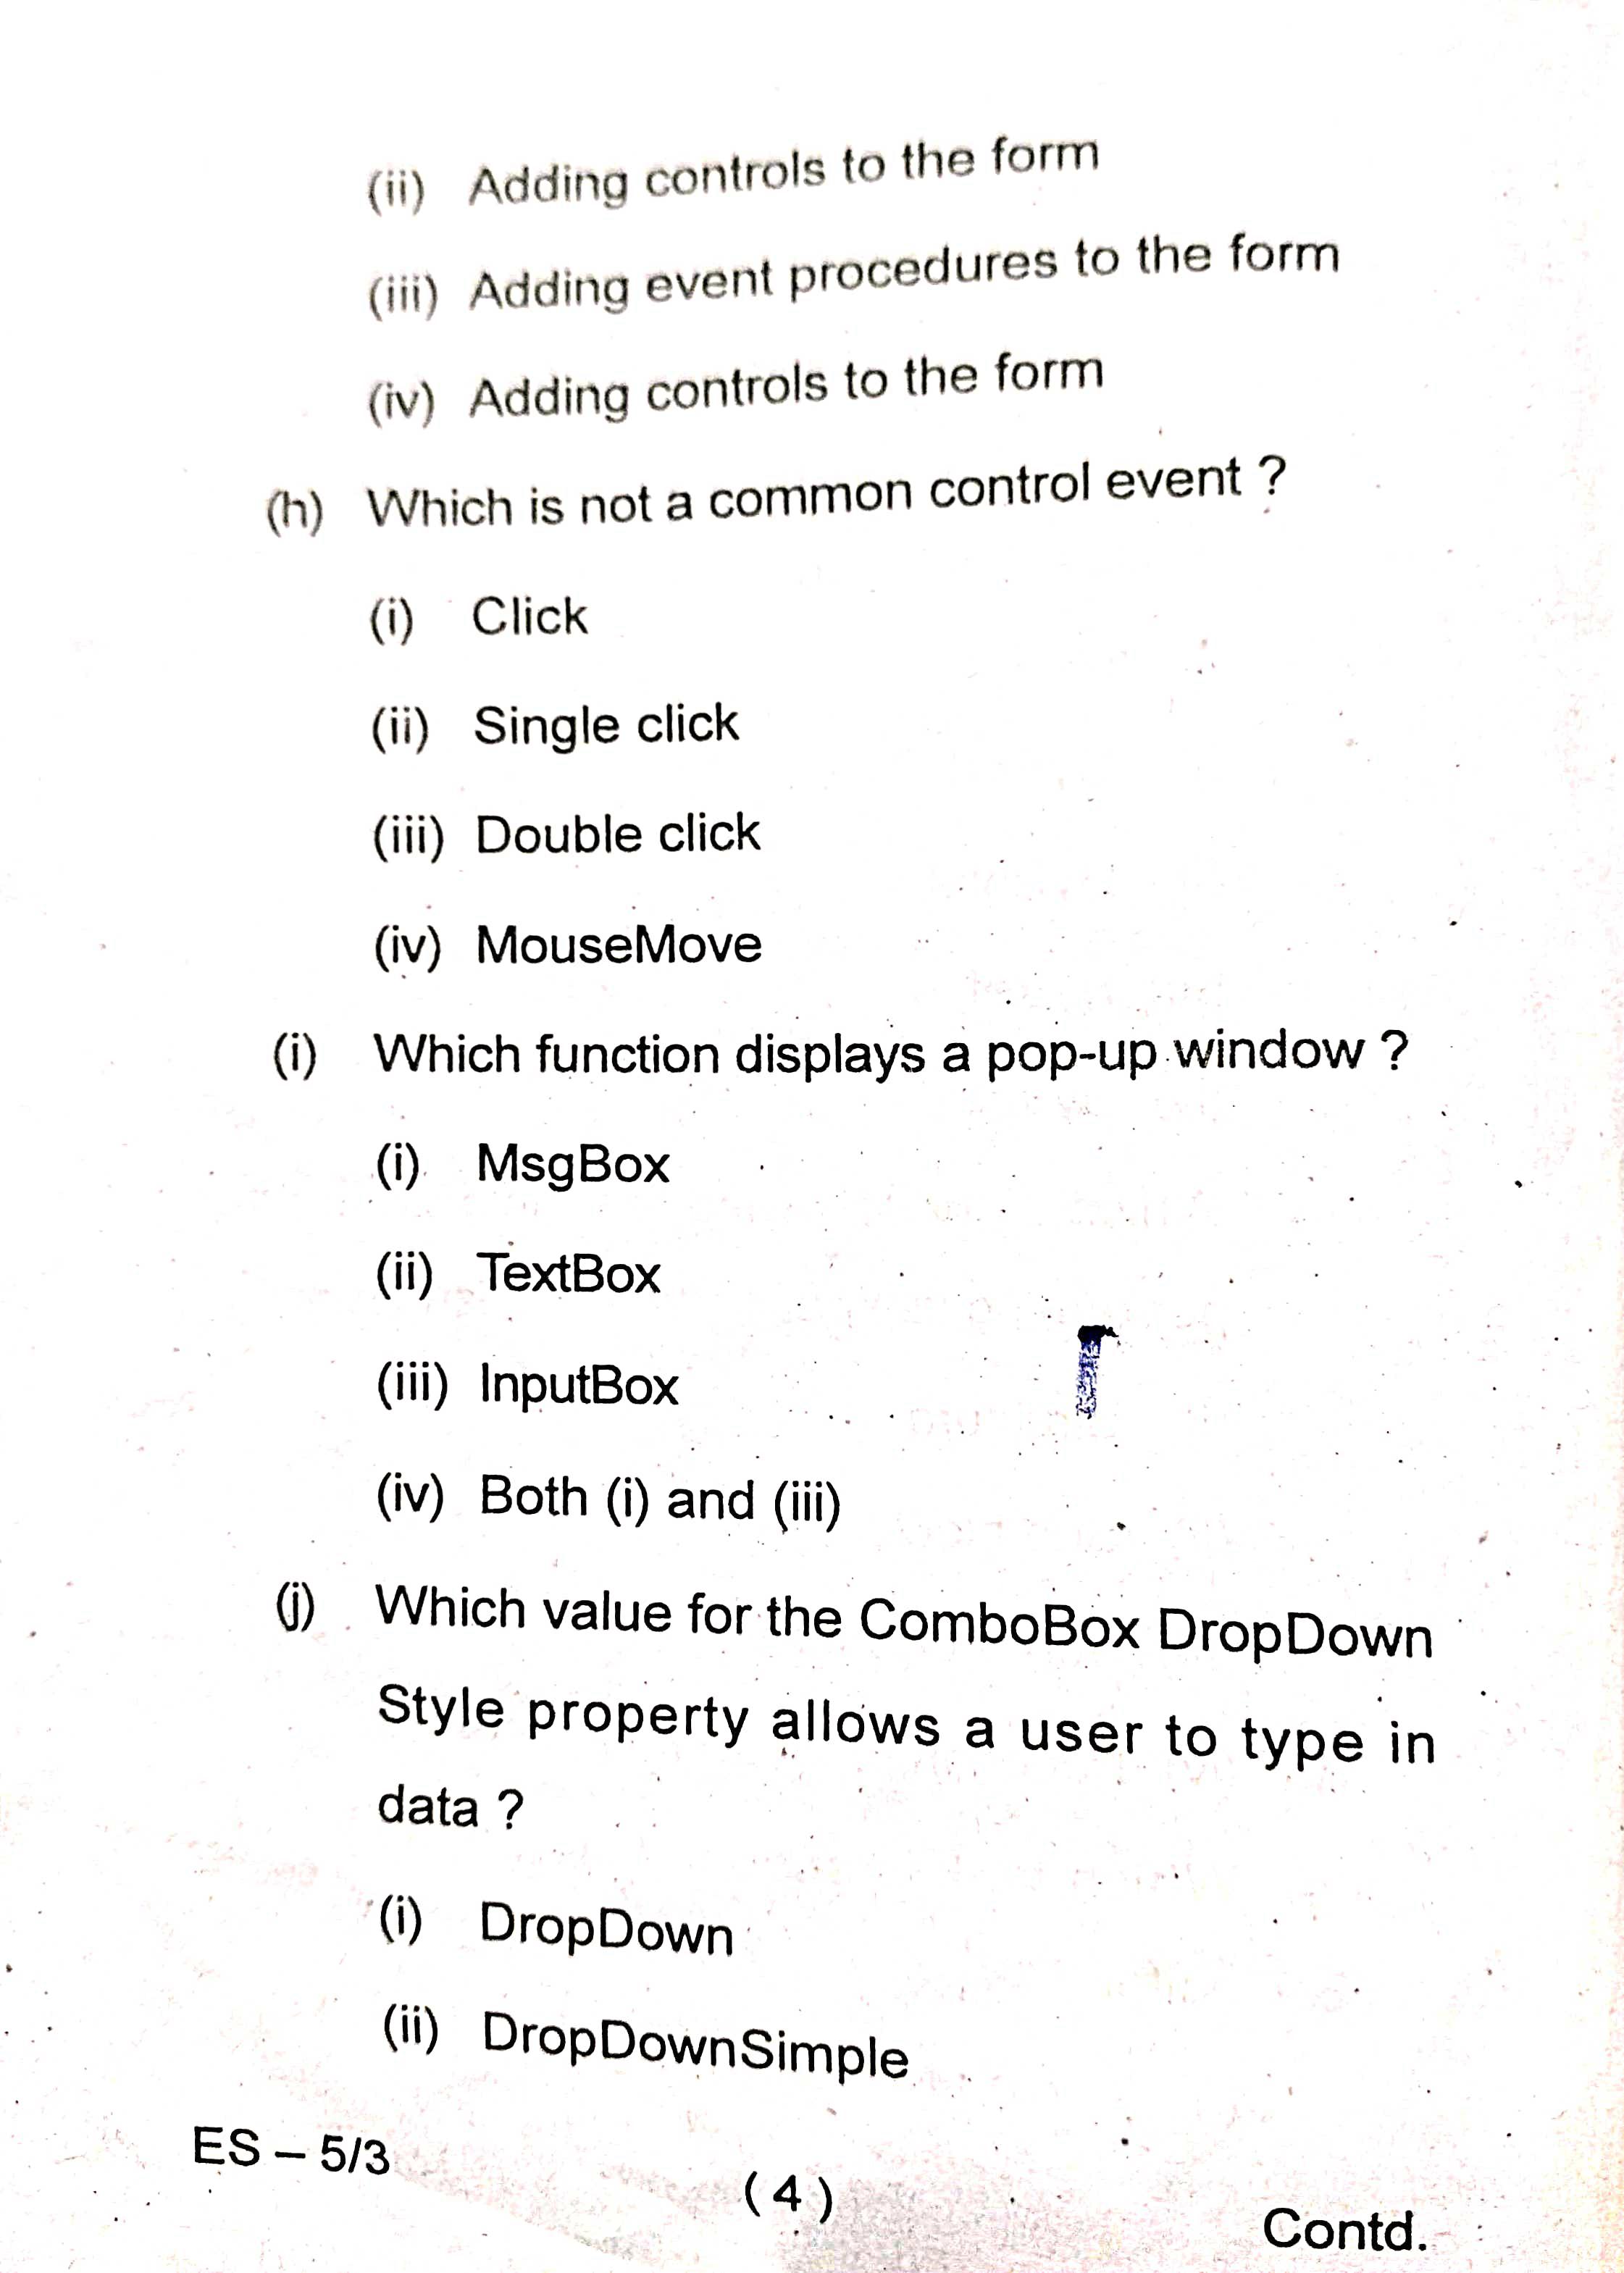 (ii) Adding controls to the form
(iii) Adding event procedures to the form
(iv) Adding controls to the form
(h) Which is not a common control event ?
(i) Click
(ii) Single click
(iii) Double click
(iv) MouseMove
(i) Which function displays a pop-up window ?
(i) MsgBox
(ii) TextBox
(iii) InputBox
(iv) Both (i) and (iii)
(j) Which value for the ComboBox DropDown
Style property allows a user to type in
data ?
(i) DropDown
(ii) DropDownSimple
ES – 5/3
( 4 )
Contd.